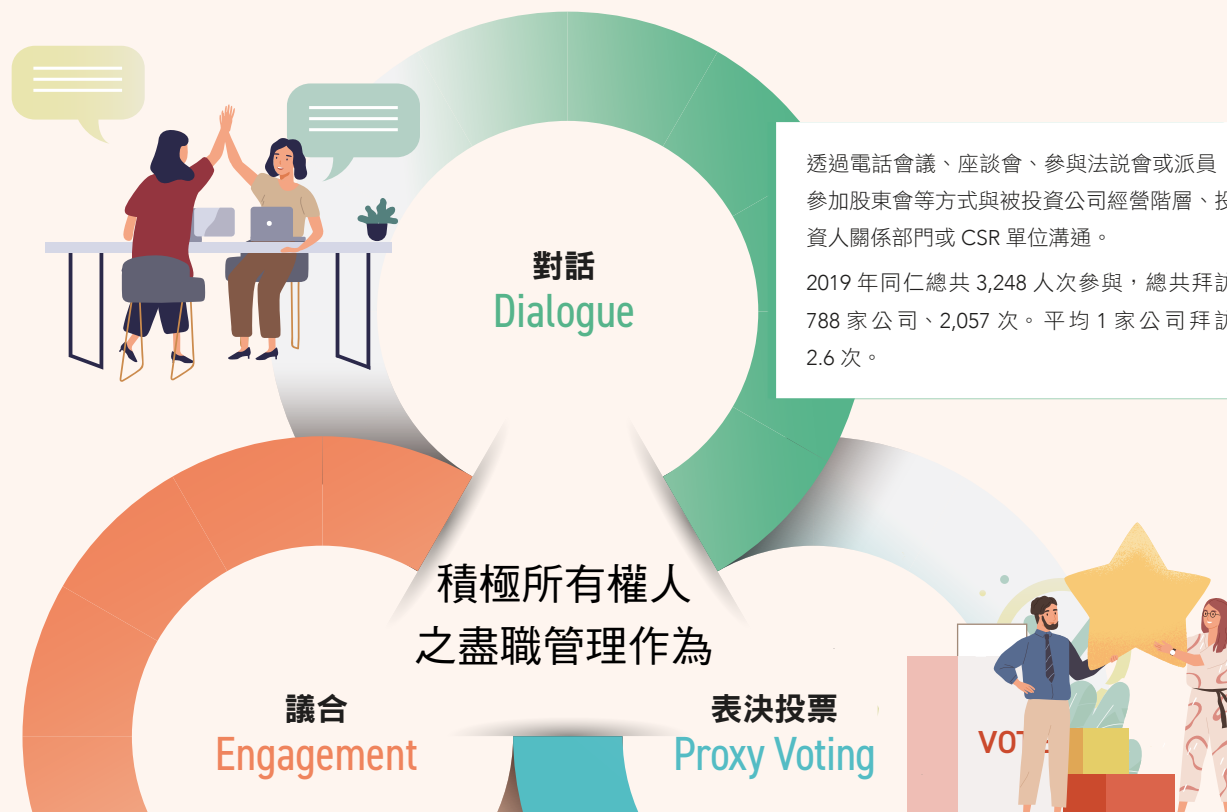 對話
Dialogue
透過電話會議、座談會、參與法說會或派員
參加股東會等方式與被投資公司經營階層、投
資人關係部門或 CSR 單位溝通。
2019 年同仁總共 3,248 人次參與,總共拜訪
788 家公司、2,057 次。平均 1 家公司拜訪
2.6 次。
積極所有權人
之盡職管理作為
議合
Engagement
表決投票
Proxy Voting